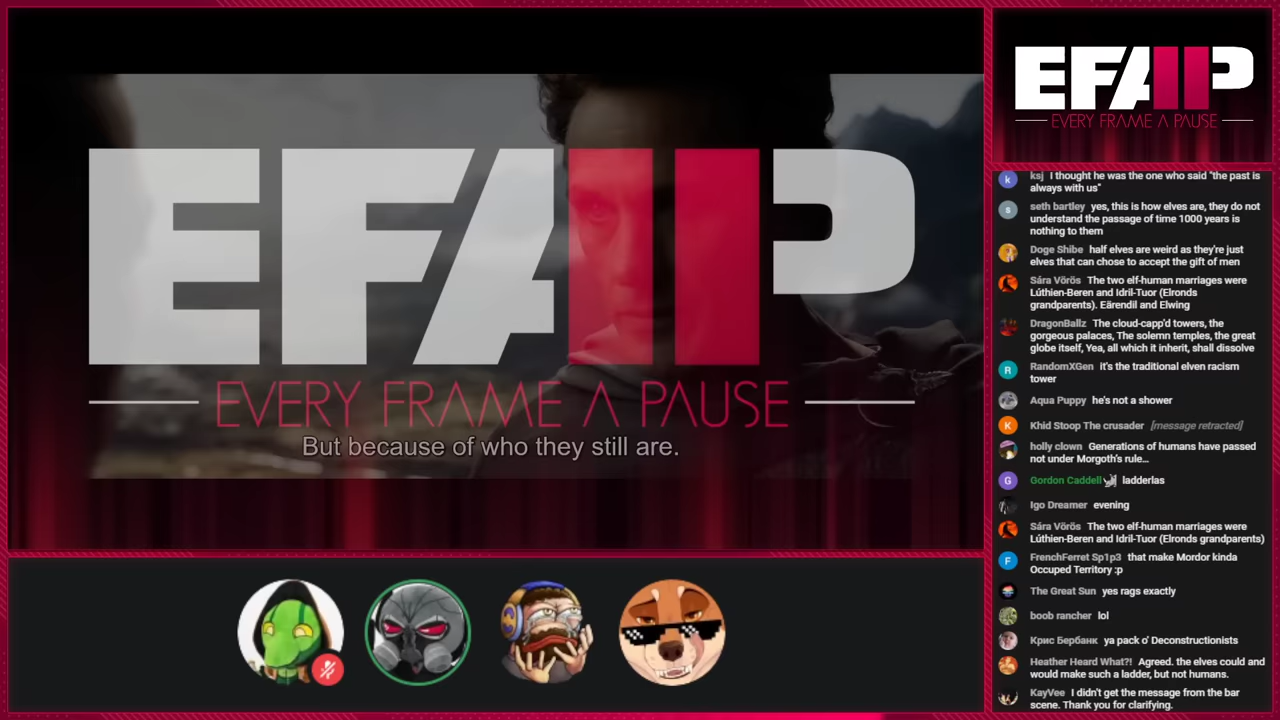 EFAP
EVERY FRAME A PAUSE
But because of who they still are.
EFAP
EVERY FRAME A PAUSE
k
ksj I thought he was the one who said "the past is
always with us"
s
seth bartley yes, this is how elves are, they do not
understand the passage of time 1000 years is
nothing to them
Doge Shibe half elves are weird as they're just
elves that can chose to accept the gift of men
Sára Vörös The two elf-human marriages were
Lúthien-Beren and Idril-Tuor (Elronds
grandparents). Eärendil and Elwing
DragonBallz The cloud-capp'd towers, the
gorgeous palaces, The solemn temples, the great
globe itself, Yea, all which it inherit, shall dissolve
R
RandomXGen it's the traditional elven racism
tower
Aqua Puppy he's not a shower
K
Khid Stoop The crusader [message retracted]
holly clown Generations of humans have passed
not under Morgoth's rule...
G
Gordon Caddell ladderlas
Igo Dreamer evening
Sára Vörös The two elf-human marriages were
Lúthien-Beren and Idril-Tuor (Elronds grandparents)
F
FrenchFerret Sp1p3 that make Mordor kinda
Occuped Territory :p
The Great Sun yes rags exactly
boob rancher lol
Крис Бербанк ya pack o' Deconstructionists
Heather Heard What?! Agreed. the elves could and
would make such a ladder, but not humans.
KayVee I didn't get the message from the bar
scene. Thank you for clarifying.